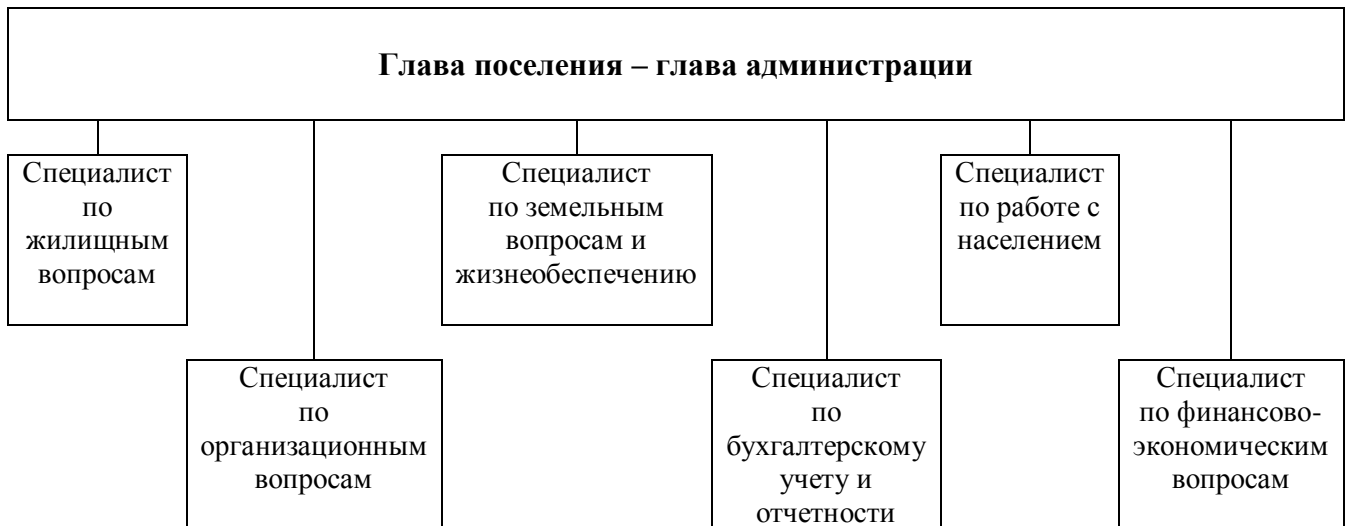 Глава поселения – глава администрации
Специалист
по
жилищным
вопросам
Специалист
по земельным
вопросам и
жизнеобеспечению
Специалист
по работе с
населением
Специалист
по
организационным
вопросам
Специалист
по
бухгалтерскому
учету и
отчетности
Специалист
по финансово-
экономическим
вопросам